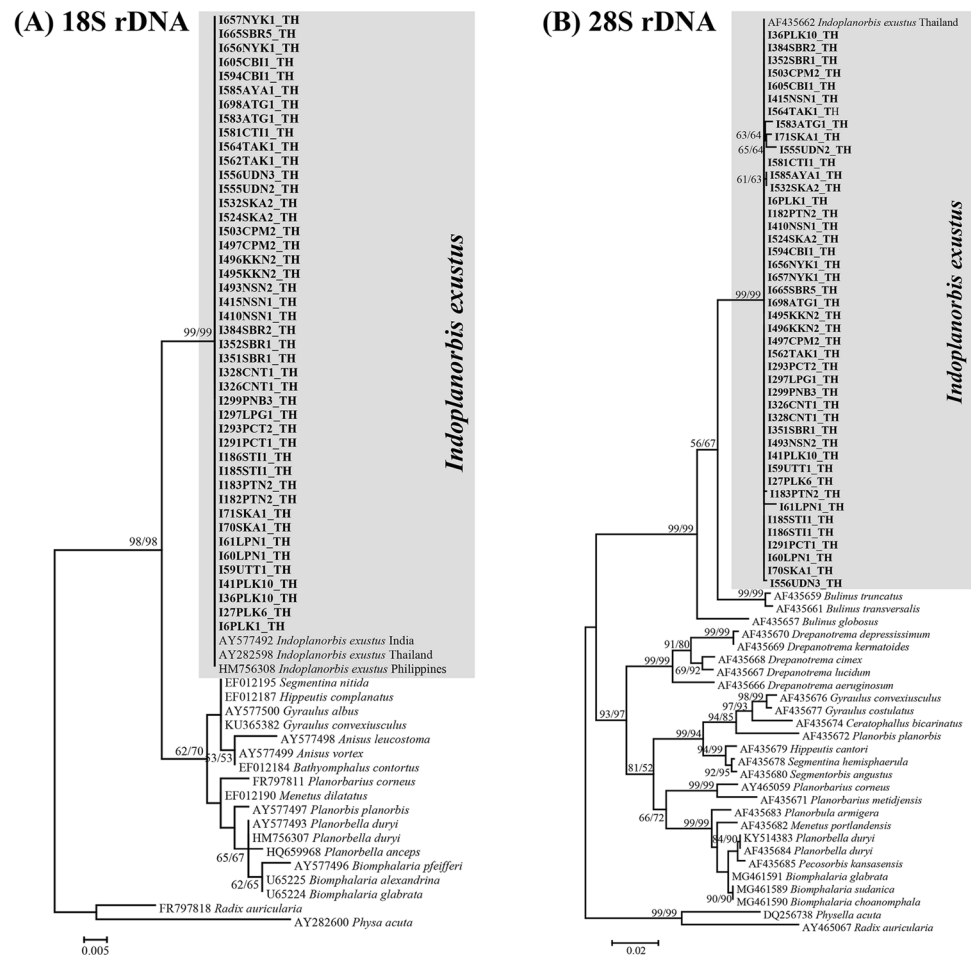 (A) 18S rDNA
I657NYK1_TH
I665SBR5_TH
I656NYK1_TH
I605CBI1_TH
I594CBI1_TH
I585AYA1_TH
I698ATG1_TH
I583ATG1_TH
I581CTI1_TH
I564TAK1_TH
I562TAK1_TH
I556UDN3_TH
I555UDN2_TH
I532SKA2_TH
I524SKA2_TH
I503CPM2_TH
I497CPM2_TH
I496KKN2_TH
I495KKN2_TH
I493NSN2_TH
I415NSN1_TH
I410NSN1_TH
I384SBR2_TH
I352SBR1_TH
I351SBR1_TH
I328CNT1_TH
I326CNT1_TH
I299PNB3_TH
I297LPG1_TH
I293PCT2_TH
I291PCT1_TH
I186STI1_TH
I185STI1_TH
I183PTN2_TH
I182PTN2_TH
I71SKA1_TH
I70SKA1_TH
I61LPN1_TH
I60LPN1_TH
I59UTT1_TH
I41PLK10_TH
I36PLK10_TH
I27PLK6_TH
I6PLK1_TH
AY577492 Indoplanorbis exustus India
AY282598 Indoplanorbis exustus Thailand
HM756308 Indoplanorbis exustus Philippines
EF012195 Segmentina nitida
EF012187 Hippeutis complanatus
AY577500 Gyraulus albus
KU365382 Gyraulus convexiusculus
AY577498 Anisus leucostoma
AY577499 Anisus vortex
EF012184 Bathyomphalus contortus
FR797811 Planorbarius corneus
EF012190 Menetus dilatatus
AY577497 Planorbis planorbis
AY577493 Planorbella duryi
HM756307 Planorbella duryi
HQ659968 Planorbella anceps
AY577496 Biomphalaria pfeifferi
U65225 Biomphalaria alexandrina
U65224 Biomphalaria glabrata
FR797818 Radix auricularia
AY282600 Physa acuta
99/99
98/98
62/70
53/53
65/67
62/65
Indoplanorbis exustus
0.005
(B) 28S rDNA
AF435662 Indoplanorbis exustus Thailand
I36PLK10_TH
I384SBR2_TH
I352SBR1_TH
I503CPM2_TH
I605CBI1_TH
I415NSN1_TH
I564TAK1_TH
I583ATG1_TH
I71SKA1_TH
I555UDN2_TH
I581CTI1_TH
I585AYA1_TH
I532SKA2_TH
I6PLK1_TH
I182PTN2_TH
I410NSN1_TH
I524SKA2_TH
I594CBI1_TH
I656NYK1_TH
I657NYK1_TH
I665SBR5_TH
I698ATG1_TH
I495KKN2_TH
I496KKN2_TH
I497CPM2_TH
I562TAK1_TH
I293PCT2_TH
I297LPG1_TH
I299PNB3_TH
I326CNT1_TH
I328CNT1_TH
I351SBR1_TH
I493NSN2_TH
I41PLK10_TH
I59UTT1_TH
I27PLK6_TH
I183PTN2_TH
I61LPN1_TH
I185STI1_TH
I186STI1_TH
I291PCT1_TH
I60LPN1_TH
I70SKA1_TH
I556UDN3_TH
AF435659 Bulinus truncatus
AF435661 Bulinus transversalis
AF435657 Bulinus globosus
AF435670 Drepanotrema depressissimum
AF435669 Drepanotrema kermatoides
AF435668 Drepanotrema cimex
AF435667 Drepanotrema lucidum
AF435666 Drepanotrema aeruginosum
AF435676 Gyraulus convexiusculus
AF435677 Gyraulus costulatus
AF435674 Ceratophallus bicarinatus
AF435672 Planorbis planorbis
AF435679 Hippeutis cantori
AF435678 Segmentina hemisphaerula
AF435680 Segmentorbis angustus
AY465059 Planorbarius corneus
AF435671 Planorbarius metidjensis
AF435683 Planorbula armigera
AF435682 Menetus portlandensis
KY514383 Planorbella duryi
AF435684 Planorbella duryi
AF435685 Pecosorbis kansasensis
MG461591 Biomphalaria glabrata
MG461589 Biomphalaria sudanica
MG461590 Biomphalaria choanomphala
DQ256738 Physella acuta
AY465067 Radix auricularia
63/64
65/64
61/63
99/99
56/67
99/99
99/99
99/99
91/80
99/99
69/92
98/99
97/93
94/85
93/97
99/94
94/99
92/95
81/52
99/99
66/72
99/99
84/90
90/90
99/99
Indoplanorbis exustus
0.02